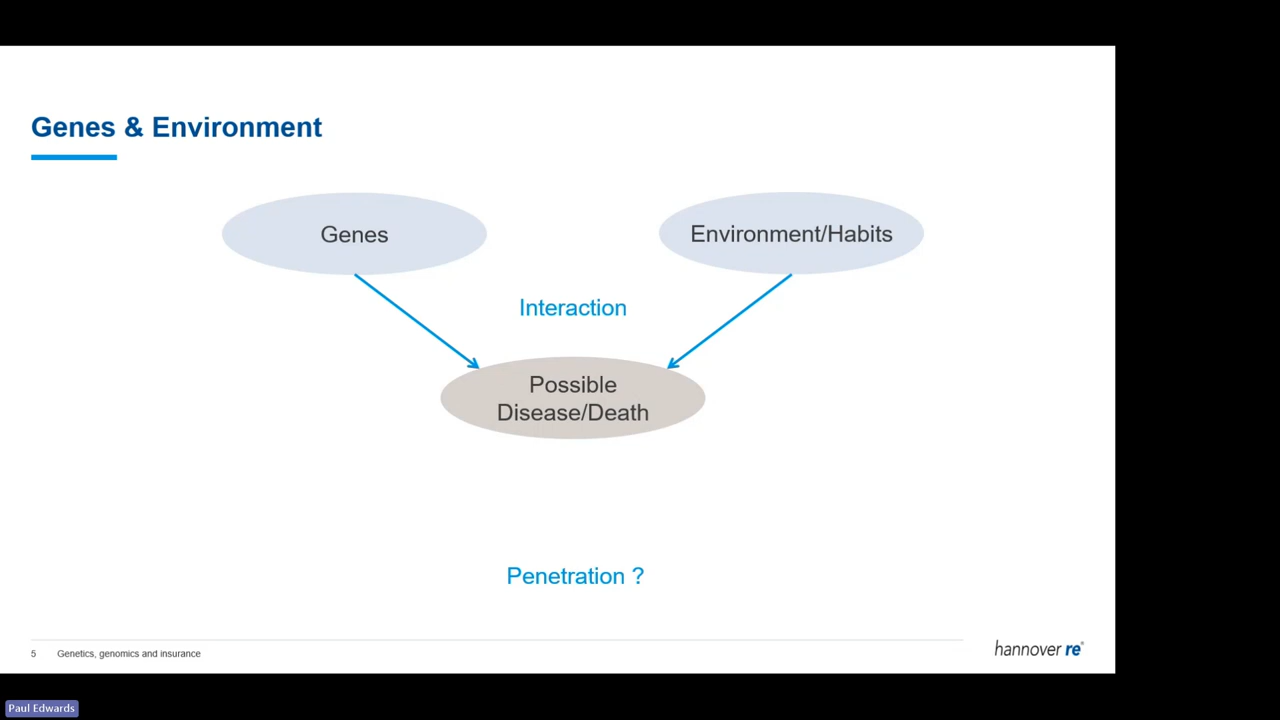 Genes & Environment
Genes
Environment/Habits
Interaction
Possible
Disease/Death
Penetration ?
5 Genetics, genomics and insurance
hannover re®
Paul Edwards